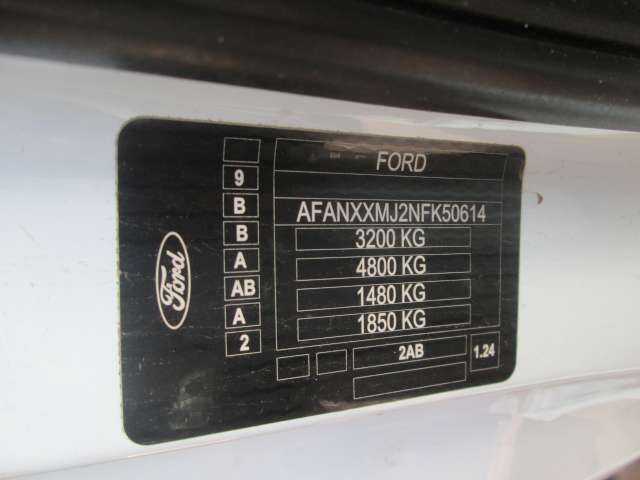 FORD
9
B
AFANXXMJ2NFK50614
B
3200 KG
A
4800 KG
AB
1480 KG
A
1850 KG
2
2AB
1.24
Ford